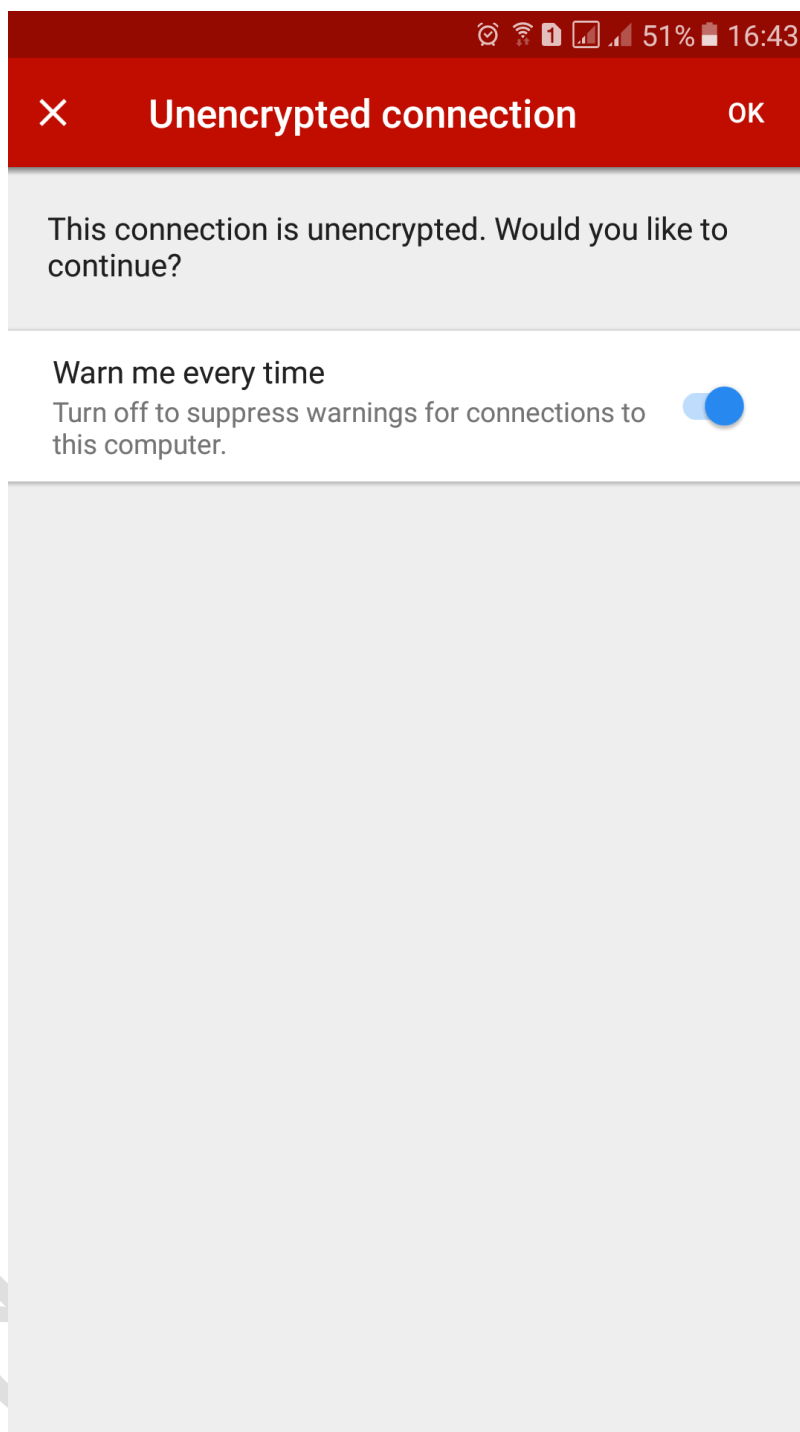 1 51% 16:43
Unencrypted connection OK
This connection is unencrypted. Would you like to
continue?
Warn me every time
Turn off to suppress warnings for connections to
this computer.